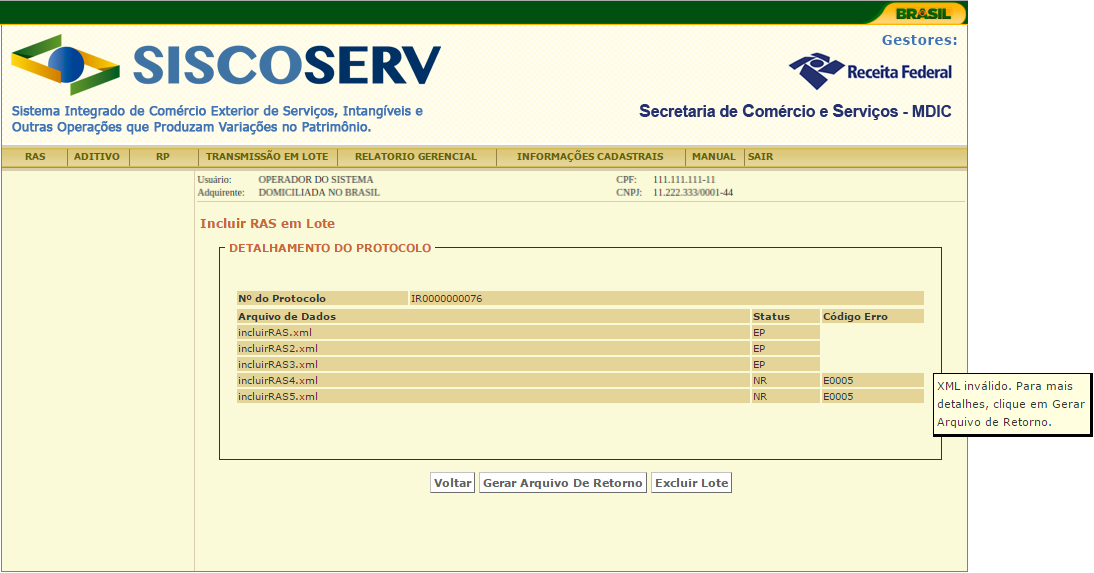 BRASIL
Gestores:
SISCOSERV
Receita Federal
Sistema Integrado de Comércio Exterior de Serviços, Intangíveis e
Outras Operações que Produzam Variações no Patrimônio.
Secretaria de Comércio e Serviços - MDIC
RAS ADITIVO RP TRANSMISSÃO EM LOTE RELATORIO GERENCIAL INFORMAÇÕES CADASTRAIS MANUAL SAIR
Usuário: OPERADOR DO SISTEMA CPF: 111.111.111-11
Adquirente: DOMICILIADA NO BRASIL CNPJ: 11.222.333/0001-44
Incluir RAS em Lote
DETALHAMENTO DO PROTOCOLO
Nº do Protocolo IR0000000076
Arquivo de Dados Status Código Erro
incluirRAS.xml EP
incluirRAS2.xml EP
incluirRAS3.xml EP
incluirRAS4.xml NR E0005
incluirRAS5.xml NR E0005
XML inválido. Para mais
detalhes, clique em Gerar
Arquivo de Retorno.
Voltar Gerar Arquivo De Retorno Excluir Lote